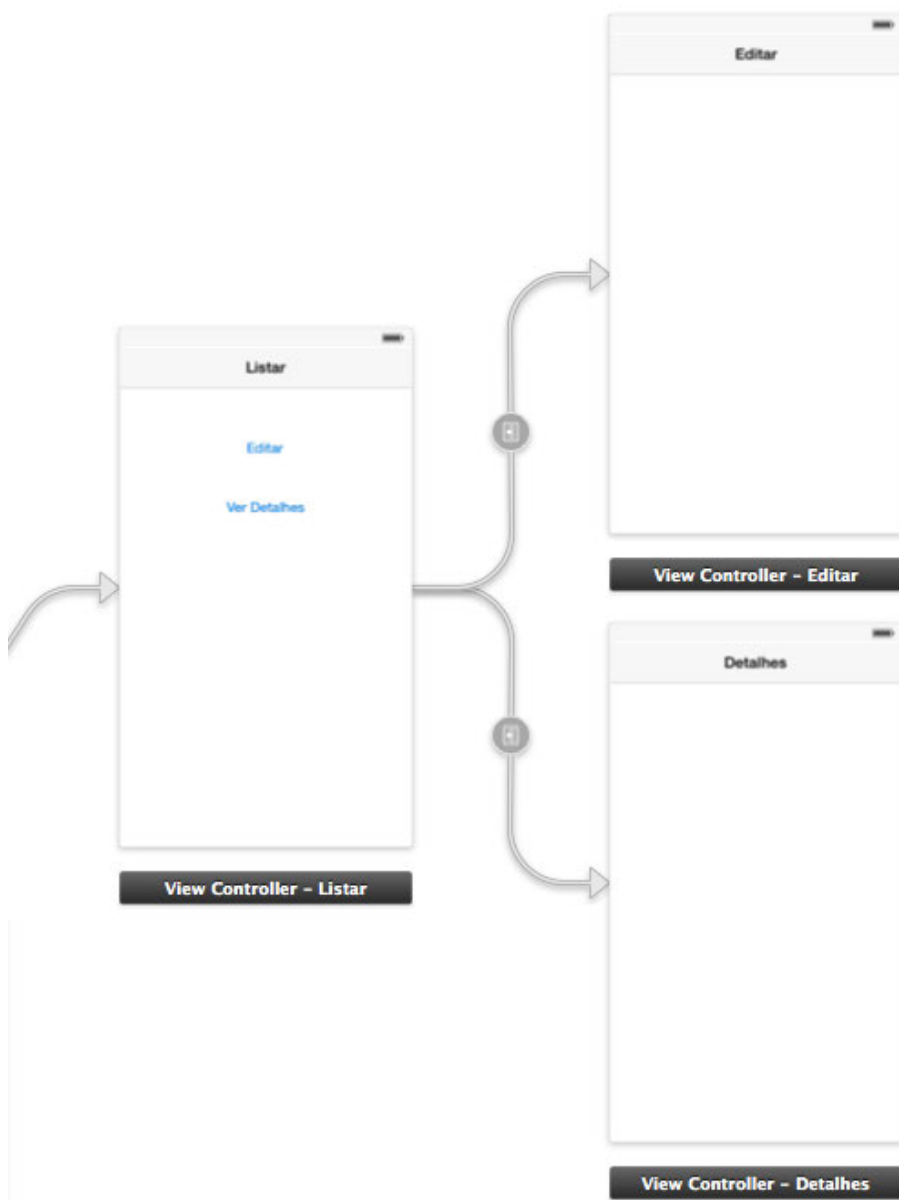 Editar
Listar
Editar
Ver Detalhes
View Controller – Editar
Detalhes
View Controller – Listar
View Controller – Detalhes